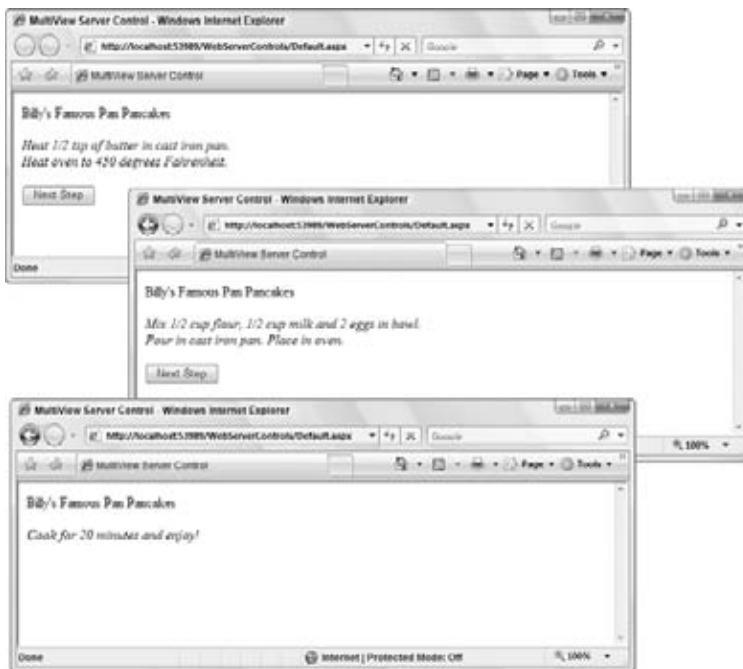 MultiView Server Control - Windows Internet Explorer
http://localhost:53989/WebServerControls/Default.aspx
Google
MultiView Server Control
Page
Tools
Billy's Famous Pan Pancakes
Heat 1/2 tsp of butter in cast iron pan.
Heat oven to 450 degrees Fahrenheit.
Next Step
Done
MultiView Server Control - Windows Internet Explorer
http://localhost:53989/WebServerControls/Default.aspx
Google
MultiView Server Control
Page
Tools
Billy's Famous Pan Pancakes
Mix 1/2 cup flour, 1/2 cup milk and 2 eggs in bowl.
Pour in cast iron pan. Place in oven.
Next Step
100%
MultiView Server Control - Windows Internet Explorer
http://localhost:53989/WebServerControls/Default.aspx
Google
MultiView Server Control
Page
Tools
Billy's Famous Pan Pancakes
Cook for 20 minutes and enjoy!
Done
Internet | Protected Mode: Off
100%